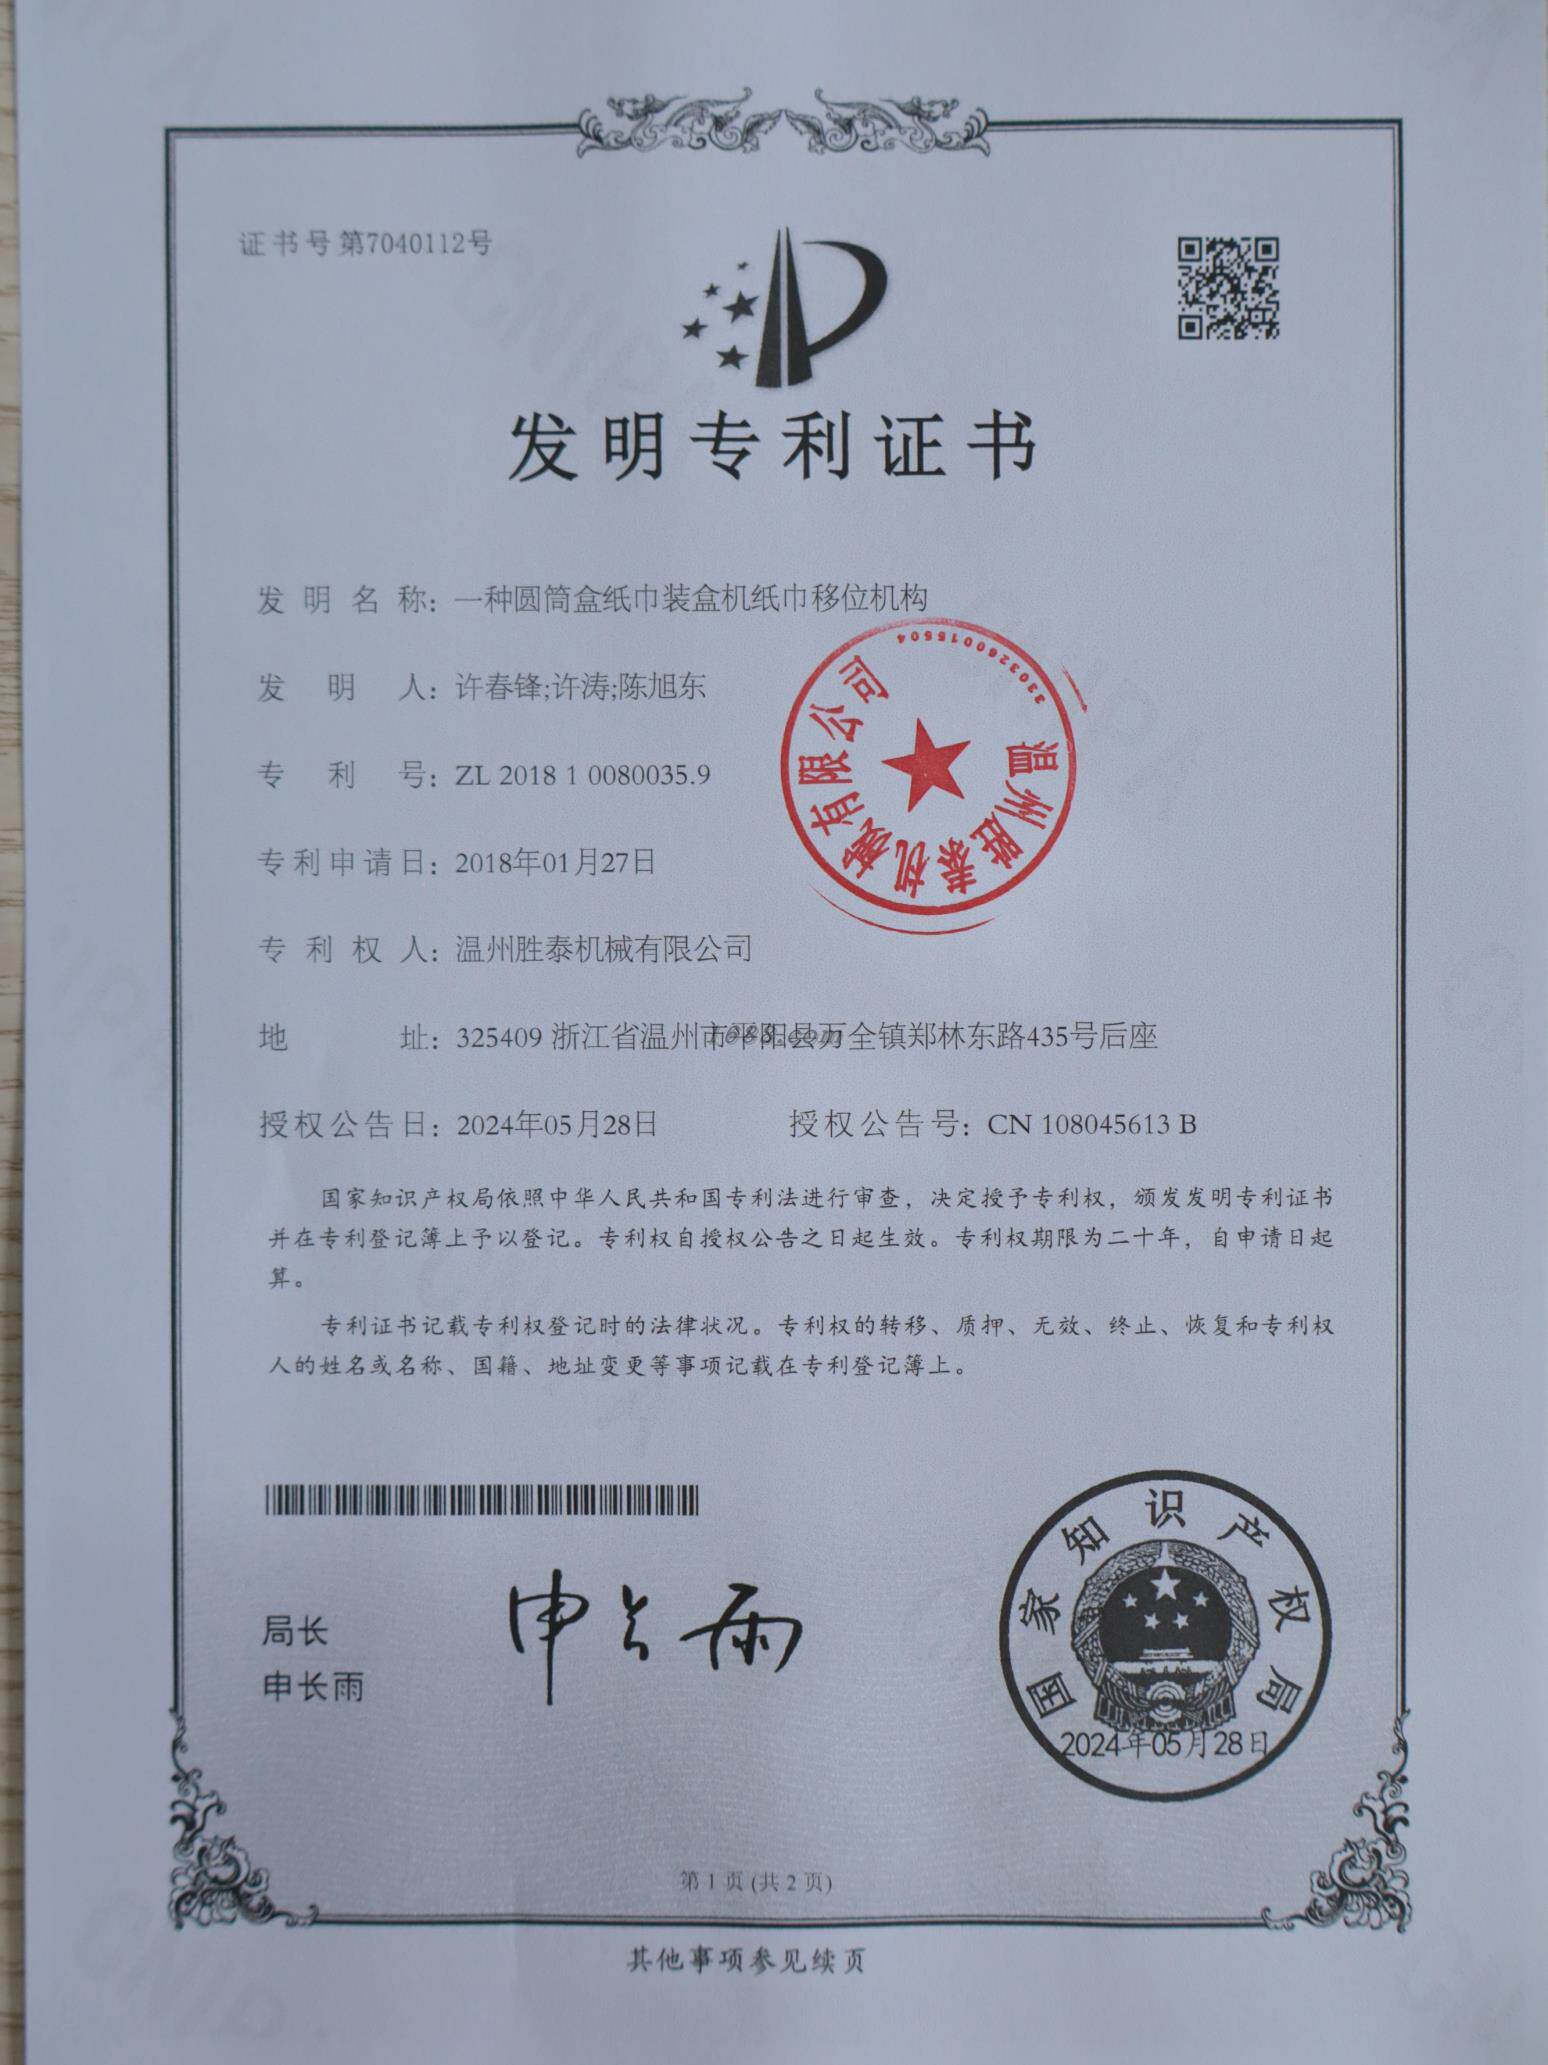 证书号第7040112号
发明专利证书
发明名称：一种圆筒盒纸巾装盒机纸巾移位机构
发明人：许春锋;许涛;陈旭东
专利号：ZL 2018 1 0080035.9
专利申请日：2018年01月27日
专利权人：温州胜泰机械有限公司
地址：325409 浙江省温州市平阳县万全镇郑林东路435号后座
授权公告日：2024年05月28日 授权公告号：CN 108045613 B
温州胜泰机械有限公司
3303260015504
国家知识产权局依照中华人民共和国专利法进行审查，决定授予专利权，颁发发明专利证书
并在专利登记簿上予以登记。专利权自授权公告之日起生效。专利权期限为二十年，自申请日起
算。
专利证书记载专利权登记时的法律状况。专利权的转移、质押、无效、终止、恢复和专利权
人的姓名或名称、国籍、地址变更等事项记载在专利登记簿上。
局长
申长雨
申长雨
国家知识产权局
2024年05月28日
第 1 页 (共 2 页)
其他事项参见续页